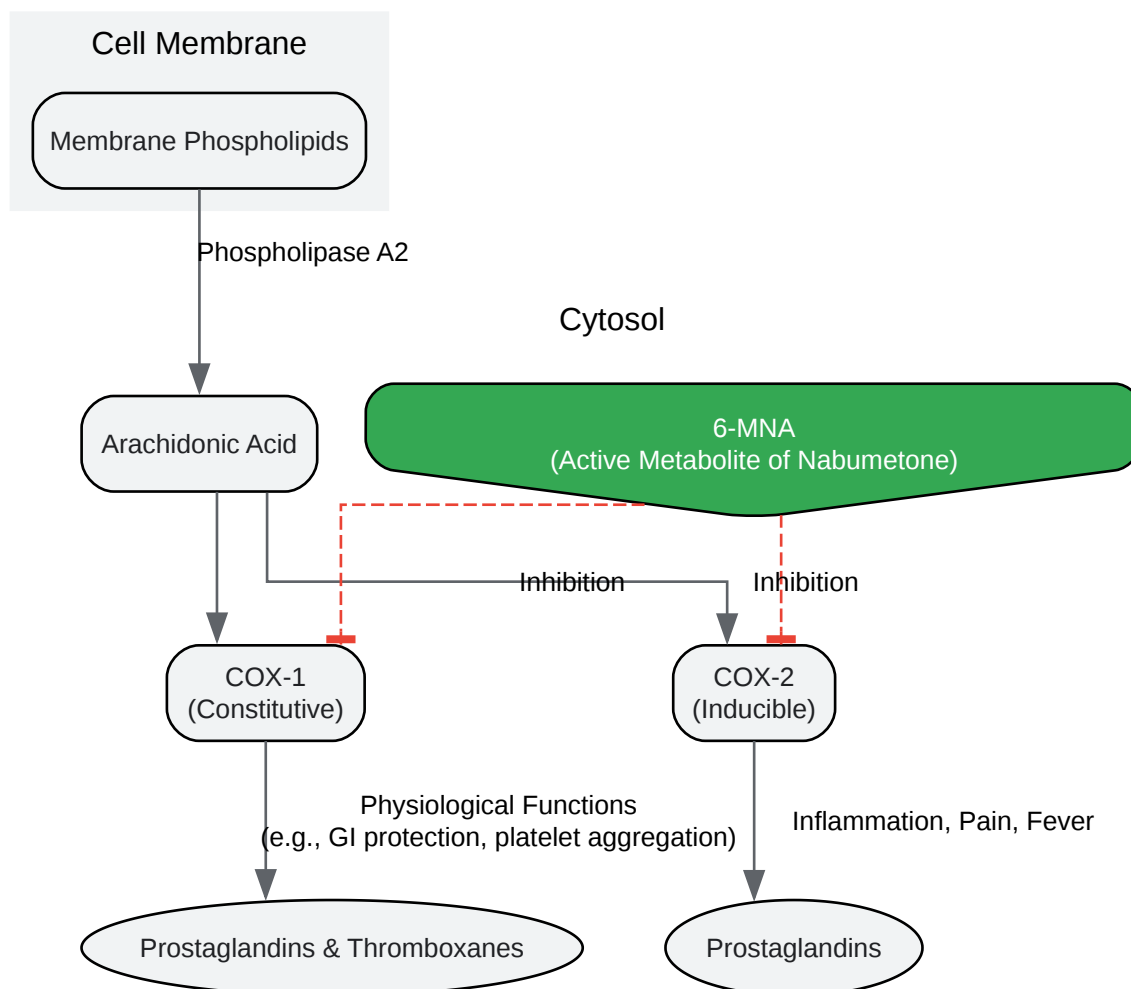 Cell Membrane
Membrane Phospholipids
Phospholipase A2
Cytosol
6-MNA
(Active Metabolite of Nabumetone)
Arachidonic Acid
Inhibition
Inhibition
COX-1
(Constitutive)
COX-2
(Inducible)
Physiological Functions
(e.g., GI protection, platelet aggregation)
Inflammation, Pain, Fever
Prostaglandins & Thromboxanes
Prostaglandins